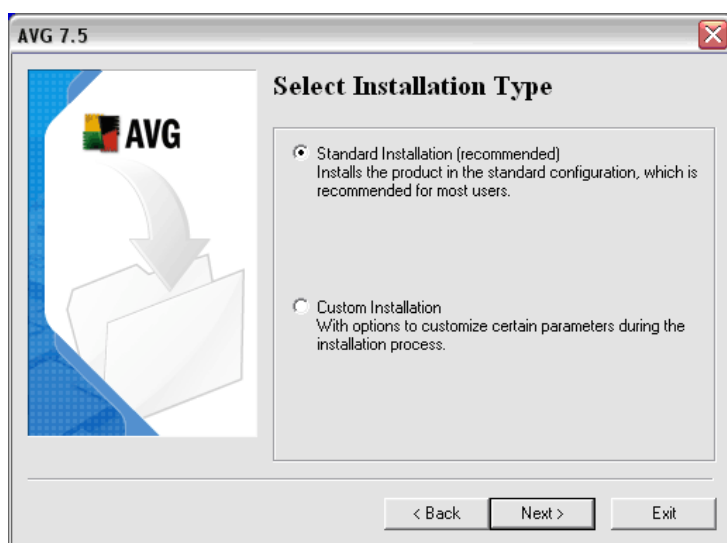 AVG 7.5
AVG
Select Installation Type
Standard Installation (recommended)
Installs the product in the standard configuration, which is
recommended for most users.
Custom Installation
With options to customize certain parameters during the
installation process.
< Back
Next >
Exit